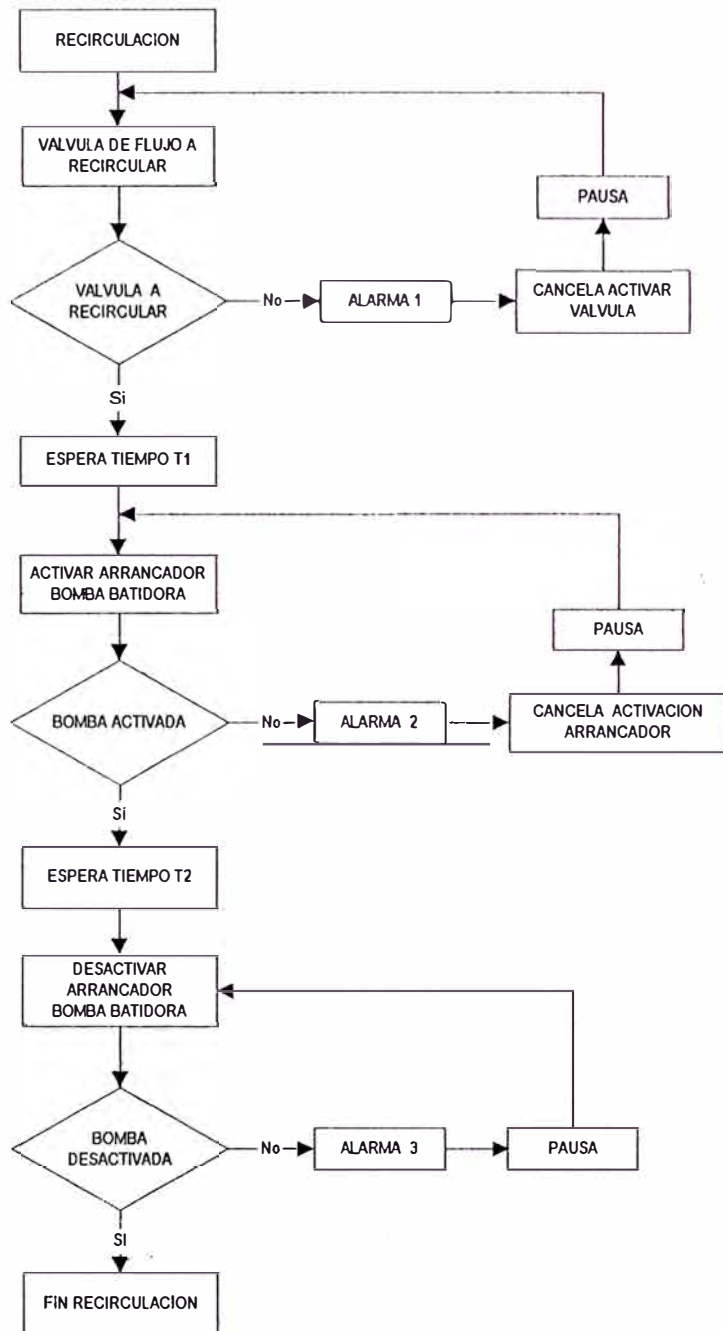 RECIRCULACION
VALVULA DE FLUJO A
RECIRCULAR
PAUSA
VALVULA A
RECIRCULAR
No
ALARMA 1
CANCELA ACTIVAR
VALVULA
Si
ESPERA TIEMPO T1
ACTIVAR ARRANCADOR
BOMBA BATIDORA
PAUSA
BOMBA ACTIVADA
No
ALARMA 2
CANCELA ACTIVACION
ARRANCADOR
Si
ESPERA TIEMPO T2
DESACTIVAR
ARRANCADOR
BOMBA BATIDORA
BOMBA
DESACTIVADA
No
ALARMA 3
PAUSA
SI
FIN RECIRCULACION